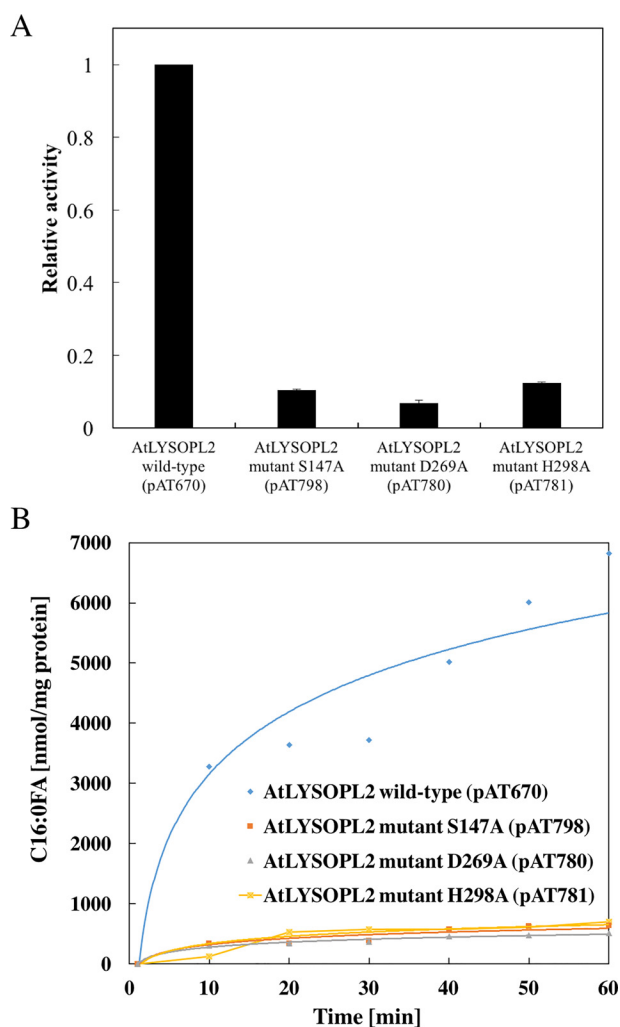 A
Relative activity
1
0.8
0.6
0.4
0.2
0
AtLYSOPL2
wild-type
(pAT670)
AtLYSOPL2
mutant S147A
(pAT798)
AtLYSOPL2
mutant D269A
(pAT780)
AtLYSOPL2
mutant H298A
(pAT781)
B
C16:0FA [nmol/mg protein]
7000
6000
5000
4000
3000
2000
1000
0
AtLYSOPL2 wild-type (pAT670)
AtLYSOPL2 mutant S147A (pAT798)
AtLYSOPL2 mutant D269A (pAT780)
AtLYSOPL2 mutant H298A (pAT781)
0 10 20 30 40 50 60
Time [min]